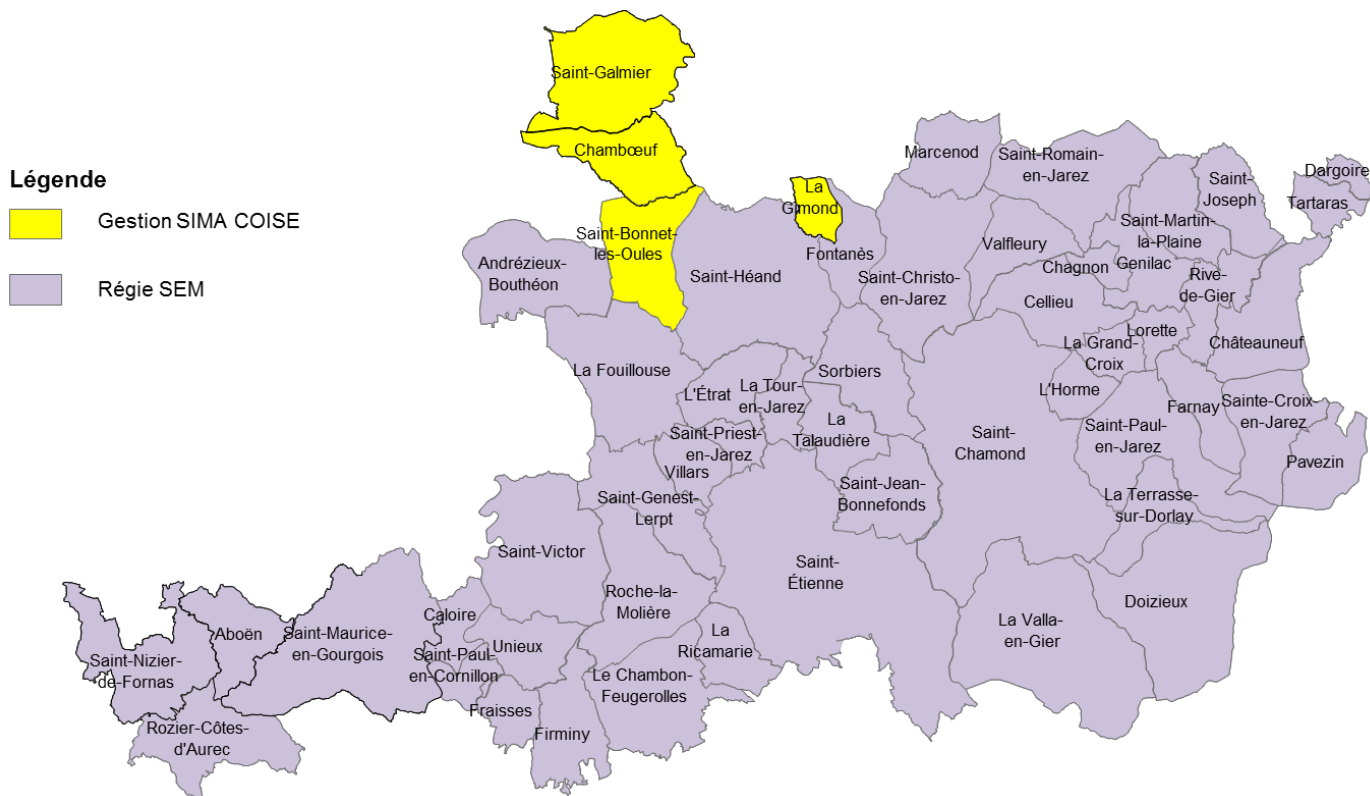 Légende
Gestion SIMA COISE
Régie SEM
Saint-Galmier
Chambœuf
Saint-Bonnet-
les-Oules
La
Gimond
Marcenod
Saint-Romain-
en-Jarez
Saint-
Joseph
Dargoire
Tartaras
Andrézieux-
Bouthéon
Saint-Héand
Fontanès
Saint-Christo-
en-Jarez
Valfleury
Saint-Martin-
la-Plaine
Chagnon
Genilac
Rive-
de-Gier
Cellieu
Lorette
La Grand-
Croix
Châteauneuf
La Fouillouse
L'Étrat
La Tour-
en-Jarez
Sorbiers
L'Horme
Farnay
Sainte-Croix-
en-Jarez
Saint-Priest-
en-Jarez
La
Talaudière
Saint-
Chamond
Saint-Paul-
en-Jarez
Pavezin
Villars
Saint-Jean-
Bonnefonds
La Terrasse-
sur-Dorlay
Saint-Genest-
Lerpt
Saint-Victor
Saint-
Étienne
Roche-la-
Molière
Doizieux
La Valla-
en-Gier
Caloire
Aboën
Saint-Maurice-
en-Gourgois
Unieux
La
Ricamarie
Saint-Nizier-
de-Fornas
Saint-Paul-
en-Cornillon
Le Chambon-
Feugerolles
Fraisses
Firminy
Rozier-Côtes-
d'Aurec